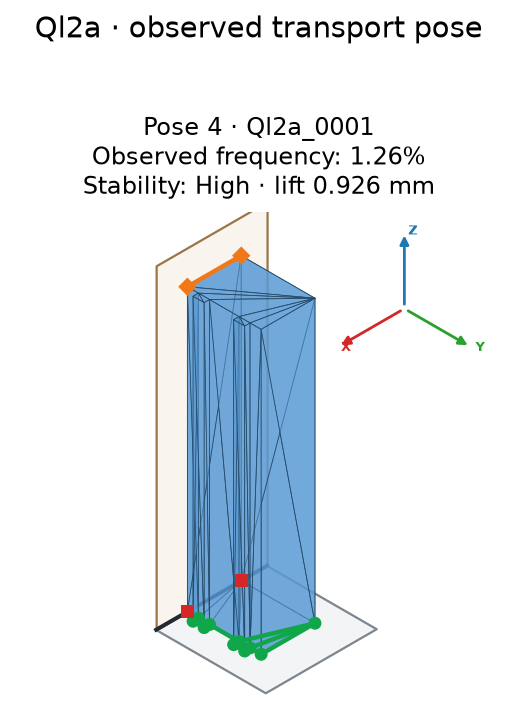 Ql2a · observed transport pose
Pose 4 · Ql2a_0001
Observed frequency: 1.26%
Stability: High · lift 0.926 mm
Z
X
Y